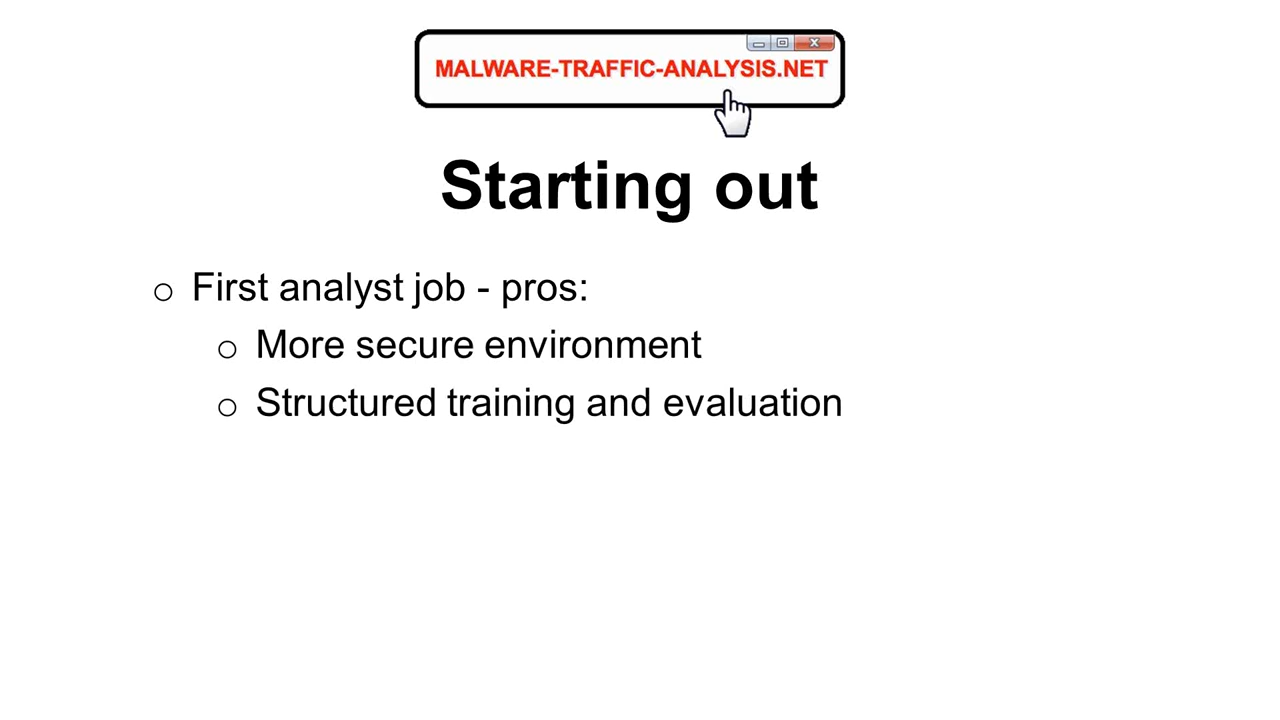 MALWARE-TRAFFIC-ANALYSIS.NET
Starting out
o First analyst job - pros:
o More secure environment
o Structured training and evaluation